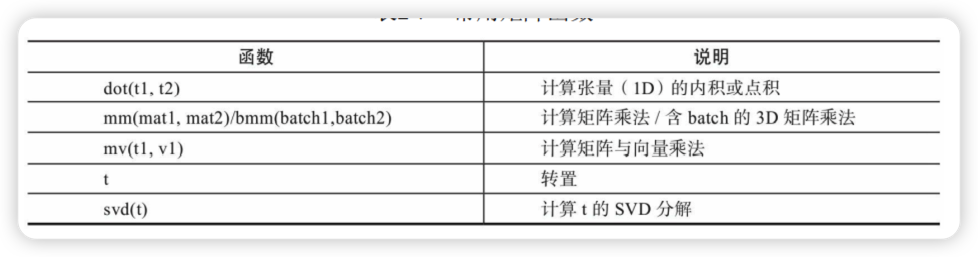 函数 说明
dot(t1, t2) 计算张量（1D）的内积或点积
mm(mat1, mat2)/bmm(batch1,batch2) 计算矩阵乘法 / 含 batch 的 3D 矩阵乘法
mv(t1, v1) 计算矩阵与向量乘法
t 转置
svd(t) 计算 t 的 SVD 分解